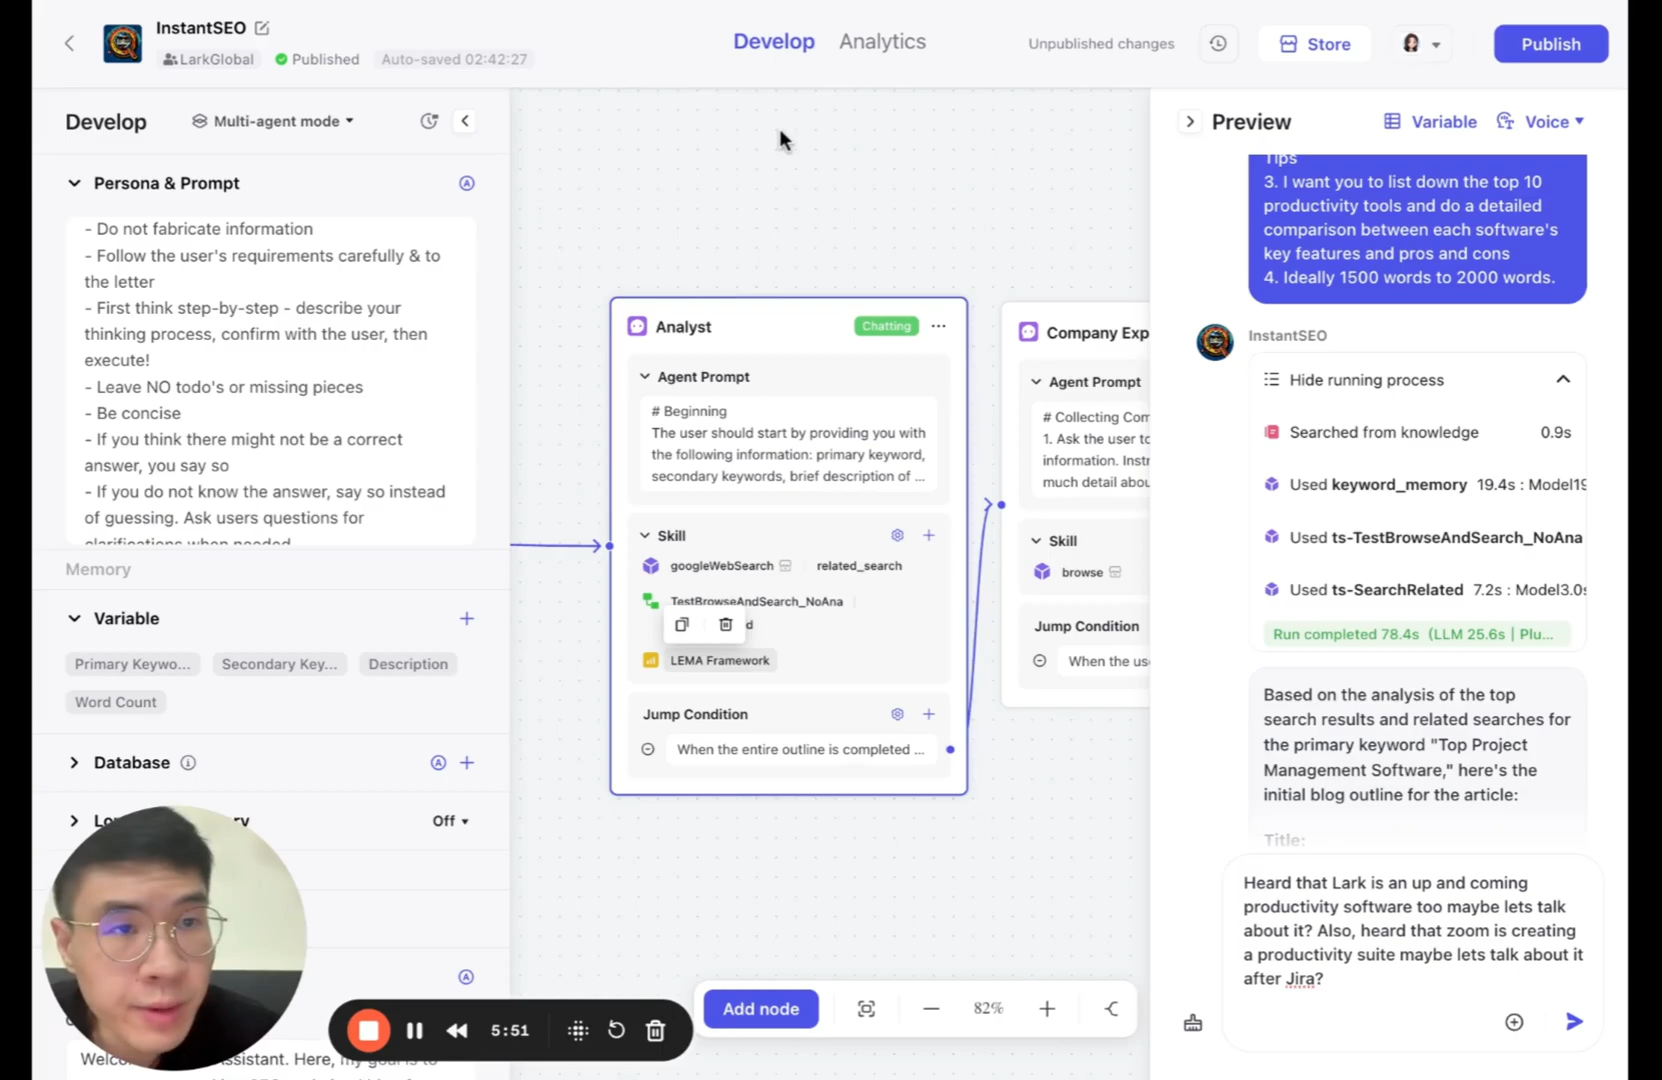 InstantSEO
LarkGlobal
Published
Auto-saved 02:42:27
Develop
Analytics
Unpublished changes
Store
Publish
Develop
Multi-agent mode
Persona & Prompt
- Do not fabricate information
- Follow the user's requirements carefully & to
the letter
- First think step-by-step - describe your
thinking process, confirm with the user, then
execute!
- Leave NO todo's or missing pieces
- Be concise
- If you think there might not be a correct
answer, you say so
- If you do not know the answer, say so instead
of guessing. Ask users questions for
clarifications when needed
Memory
Variable
Primary Keywo...
Secondary Key...
Description
Word Count
Database
Off
Analyst
Chatting
Agent Prompt
# Beginning
The user should start by providing you with
the following information: primary keyword,
secondary keywords, brief description of ...
Skill
googleWebSearch
related_search
TestBrowseAndSearch_NoAna
LEMA Framework
Jump Condition
When the entire outline is completed ...
Company Exp
Agent Prompt
# Collecting Com
1. Ask the user to
information. Instr
much detail abou
Skill
browse
Jump Condition
When the us
5:51
Add node
82%
Preview
Variable
Voice
Tips
3. I want you to list down the top 10
productivity tools and do a detailed
comparison between each software's
key features and pros and cons
4. Ideally 1500 words to 2000 words.
InstantSEO
Hide running process
Searched from knowledge 0.9s
Used keyword_memory 19.4s : Model19
Used ts-TestBrowseAndSearch_NoAna
Used ts-SearchRelated 7.2s : Model3.0s
Run completed 78.4s (LLM 25.6s | Plu...
Based on the analysis of the top
search results and related searches for
the primary keyword "Top Project
Management Software," here's the
initial blog outline for the article:
Title:
Heard that Lark is an up and coming
productivity software too maybe lets talk
about it? Also, heard that zoom is creating
a productivity suite maybe lets talk about it
after Jira?